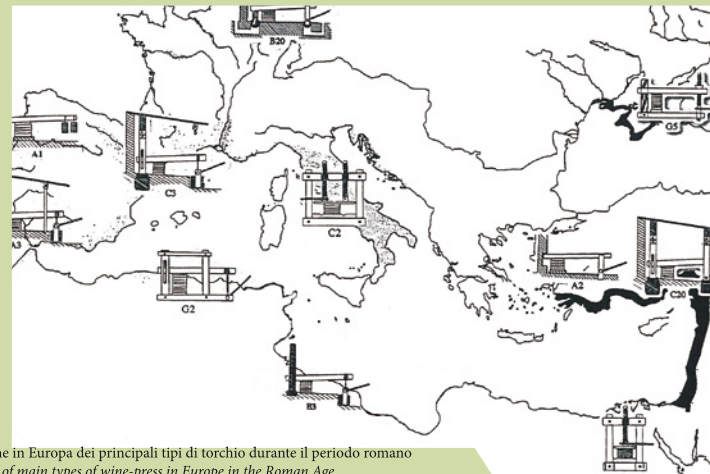 B20
G5
A1
C5
A3
C2
A2
C20
G2
B3
ne in Europa dei principali tipi di torchio durante il periodo romano
of main types of wine-press in Europe in the Roman Age